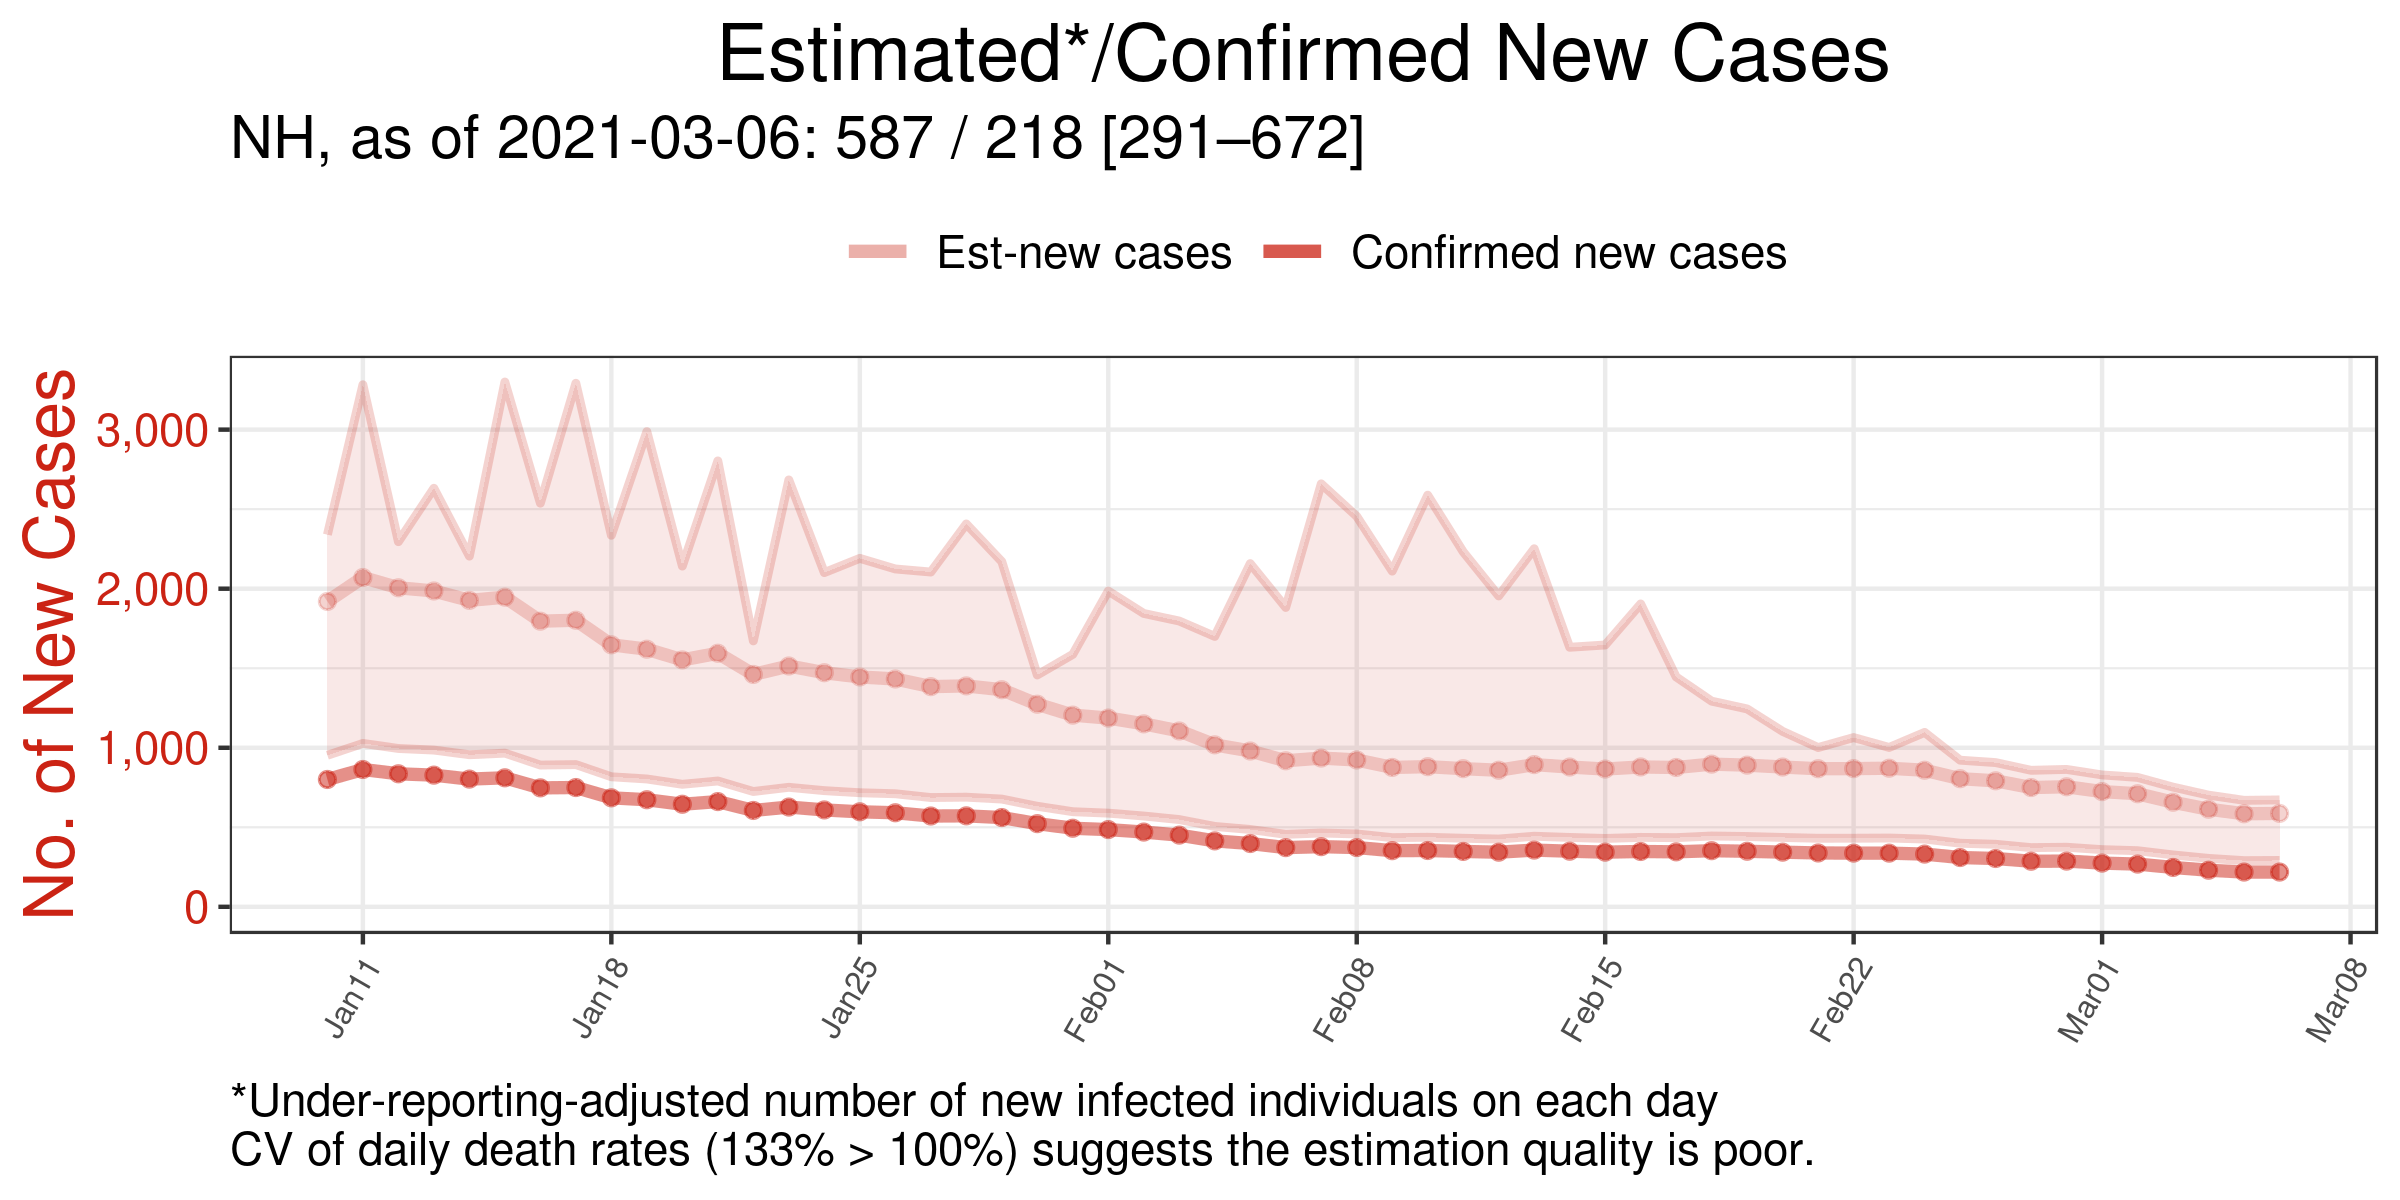 Estimated*/Confirmed New Cases
NH, as of 2021-03-06: 587 / 218 [291–672]
Est-new cases
Confirmed new cases
No. of New Cases
3,000
2,000
1,000
0
Jan11
Jan18
Jan25
Feb01
Feb08
Feb15
Feb22
Mar01
Mar08
*Under-reporting-adjusted number of new infected individuals on each day
CV of daily death rates (133% > 100%) suggests the estimation quality is poor.